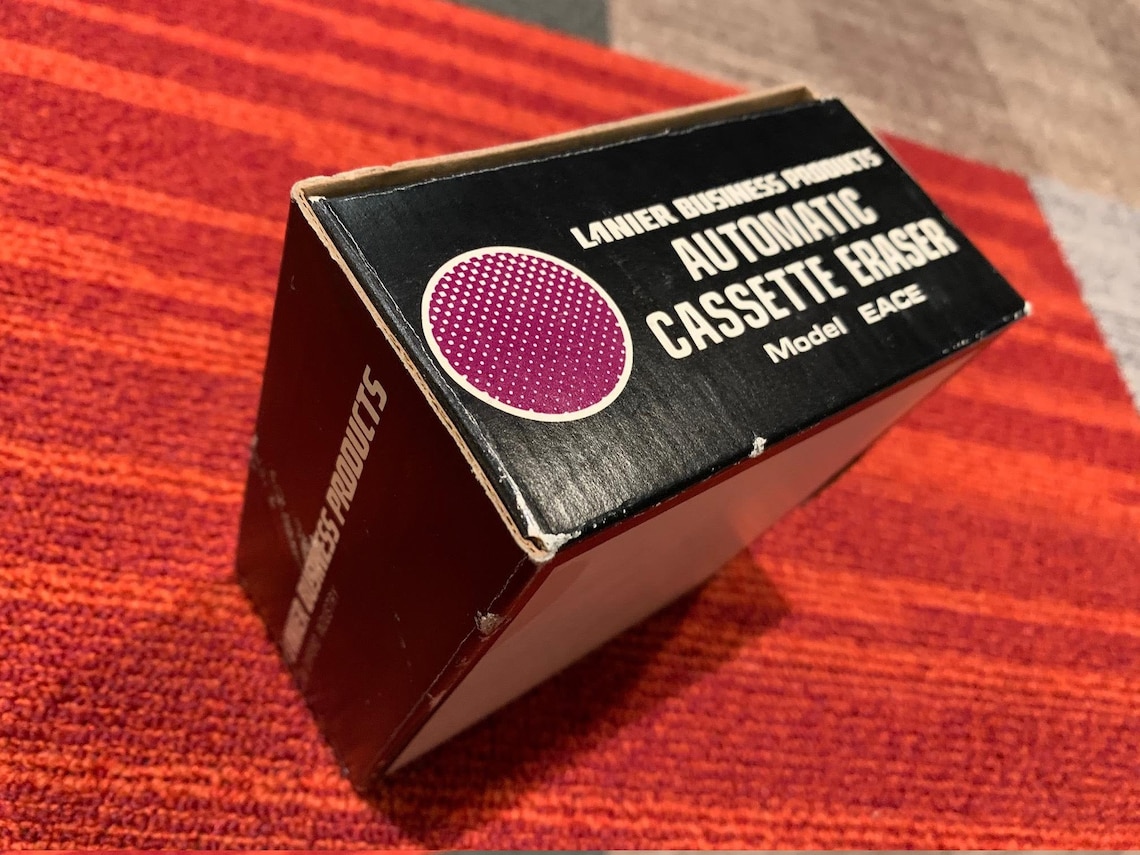 LANIER BUSINESS PRODUCTS
AUTOMATIC
CASSETTE ERASER
Model EACE
LANIER BUSINESS PRODUCTS